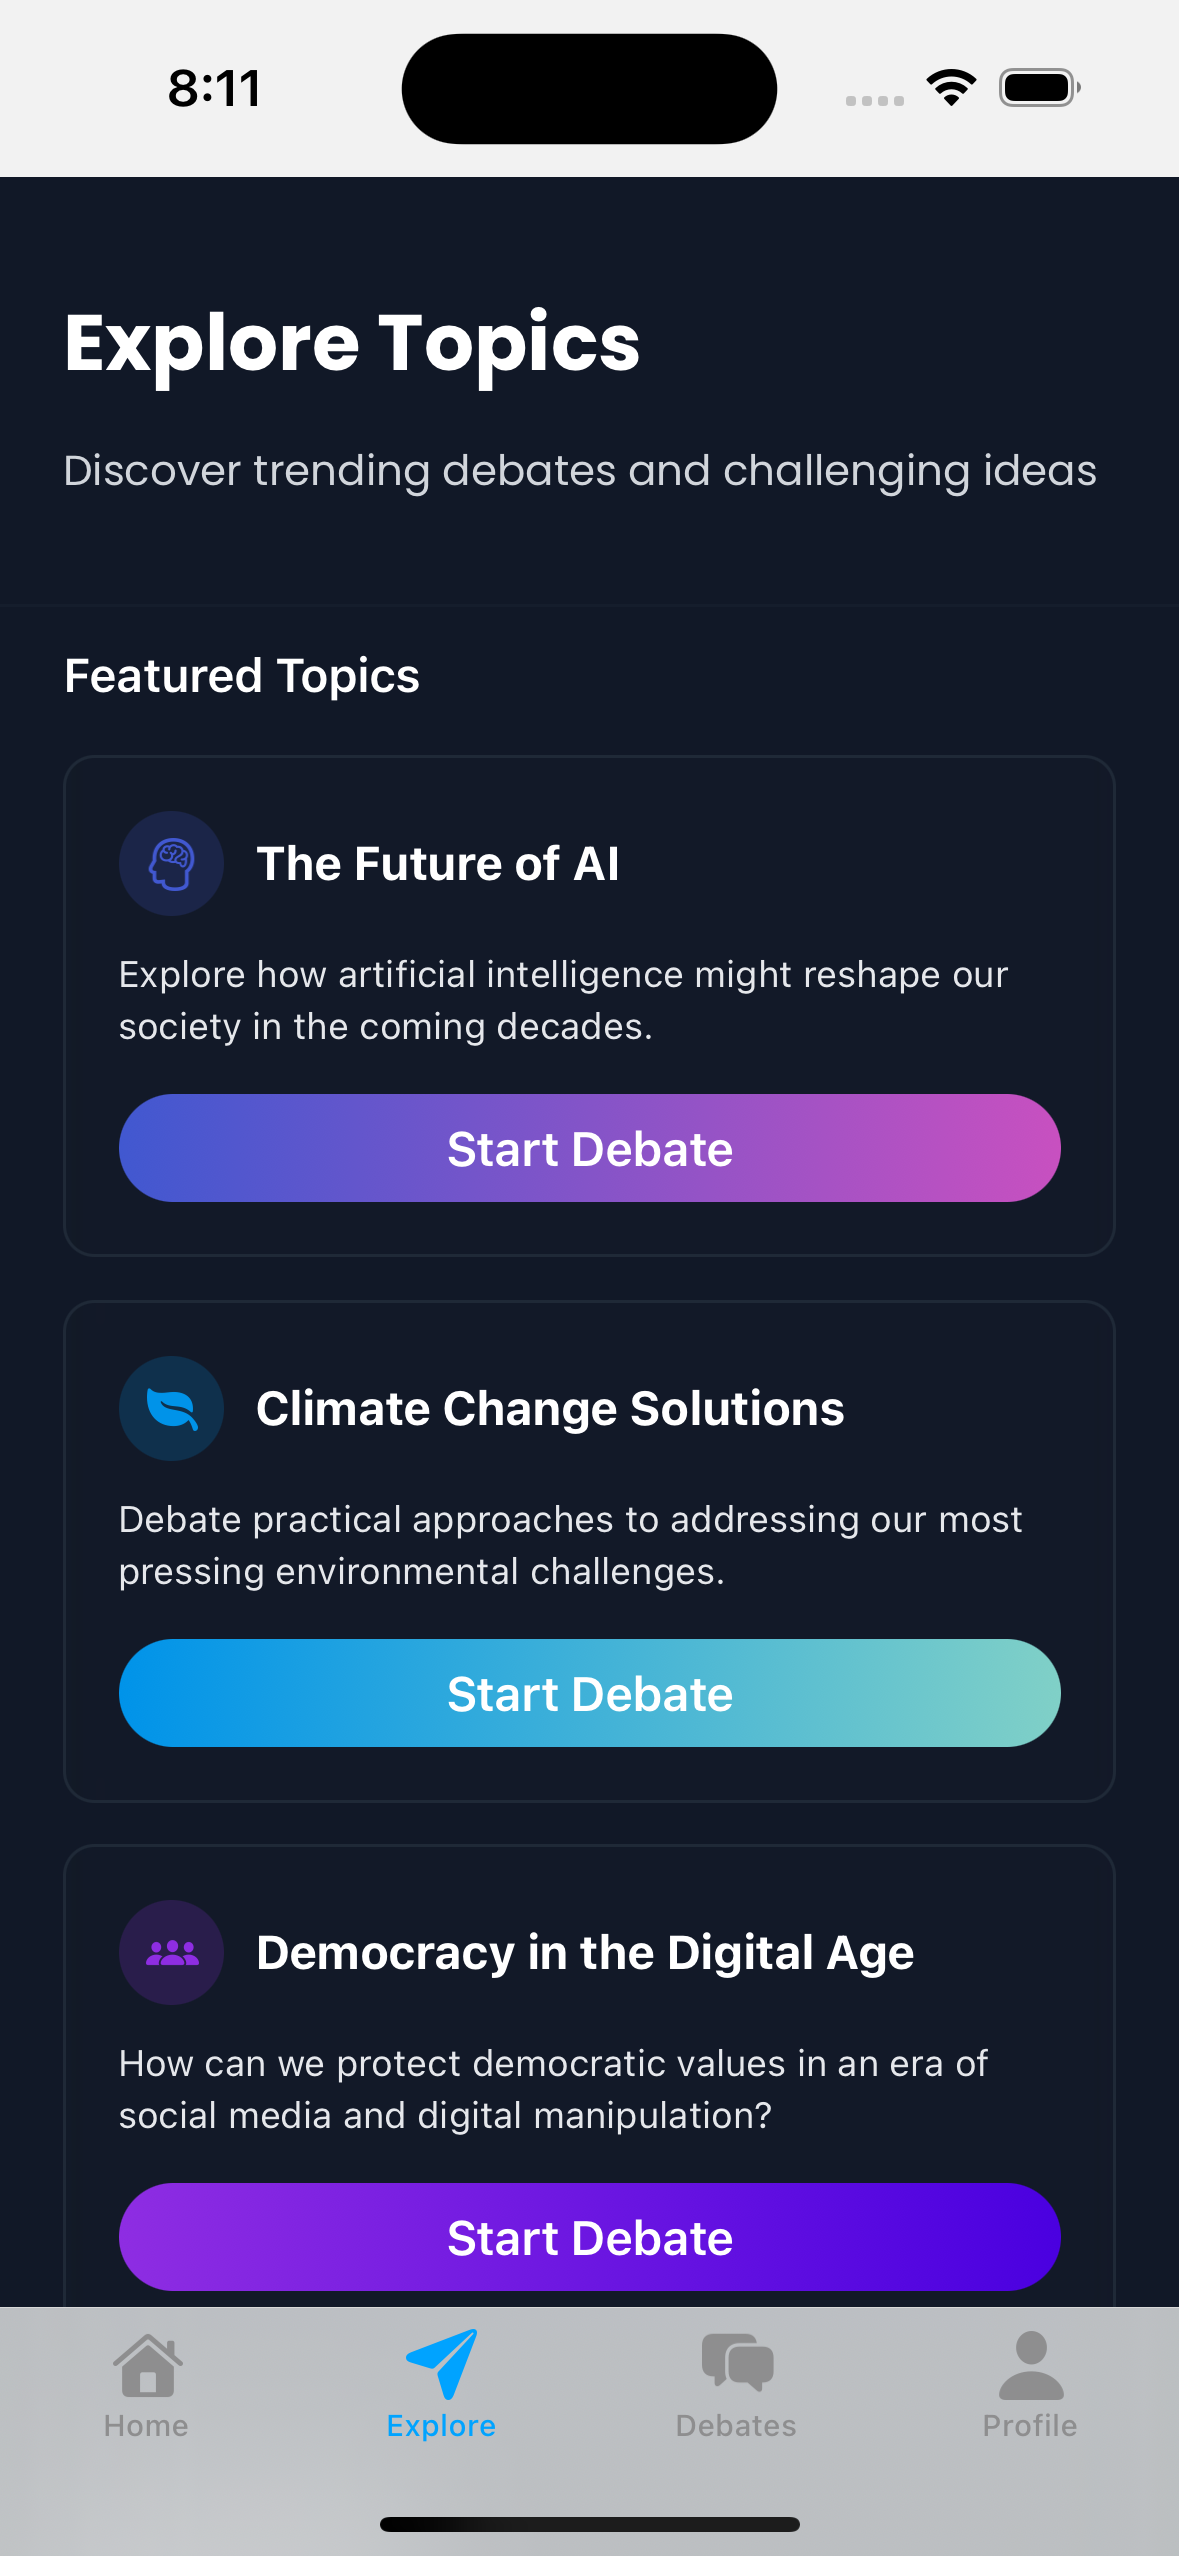 8:11
Explore Topics
Discover trending debates and challenging ideas
Featured Topics
The Future of AI
Explore how artificial intelligence might reshape our
society in the coming decades.
Start Debate
Climate Change Solutions
Debate practical approaches to addressing our most
pressing environmental challenges.
Start Debate
Democracy in the Digital Age
How can we protect democratic values in an era of
social media and digital manipulation?
Start Debate
Home
Explore
Debates
Profile